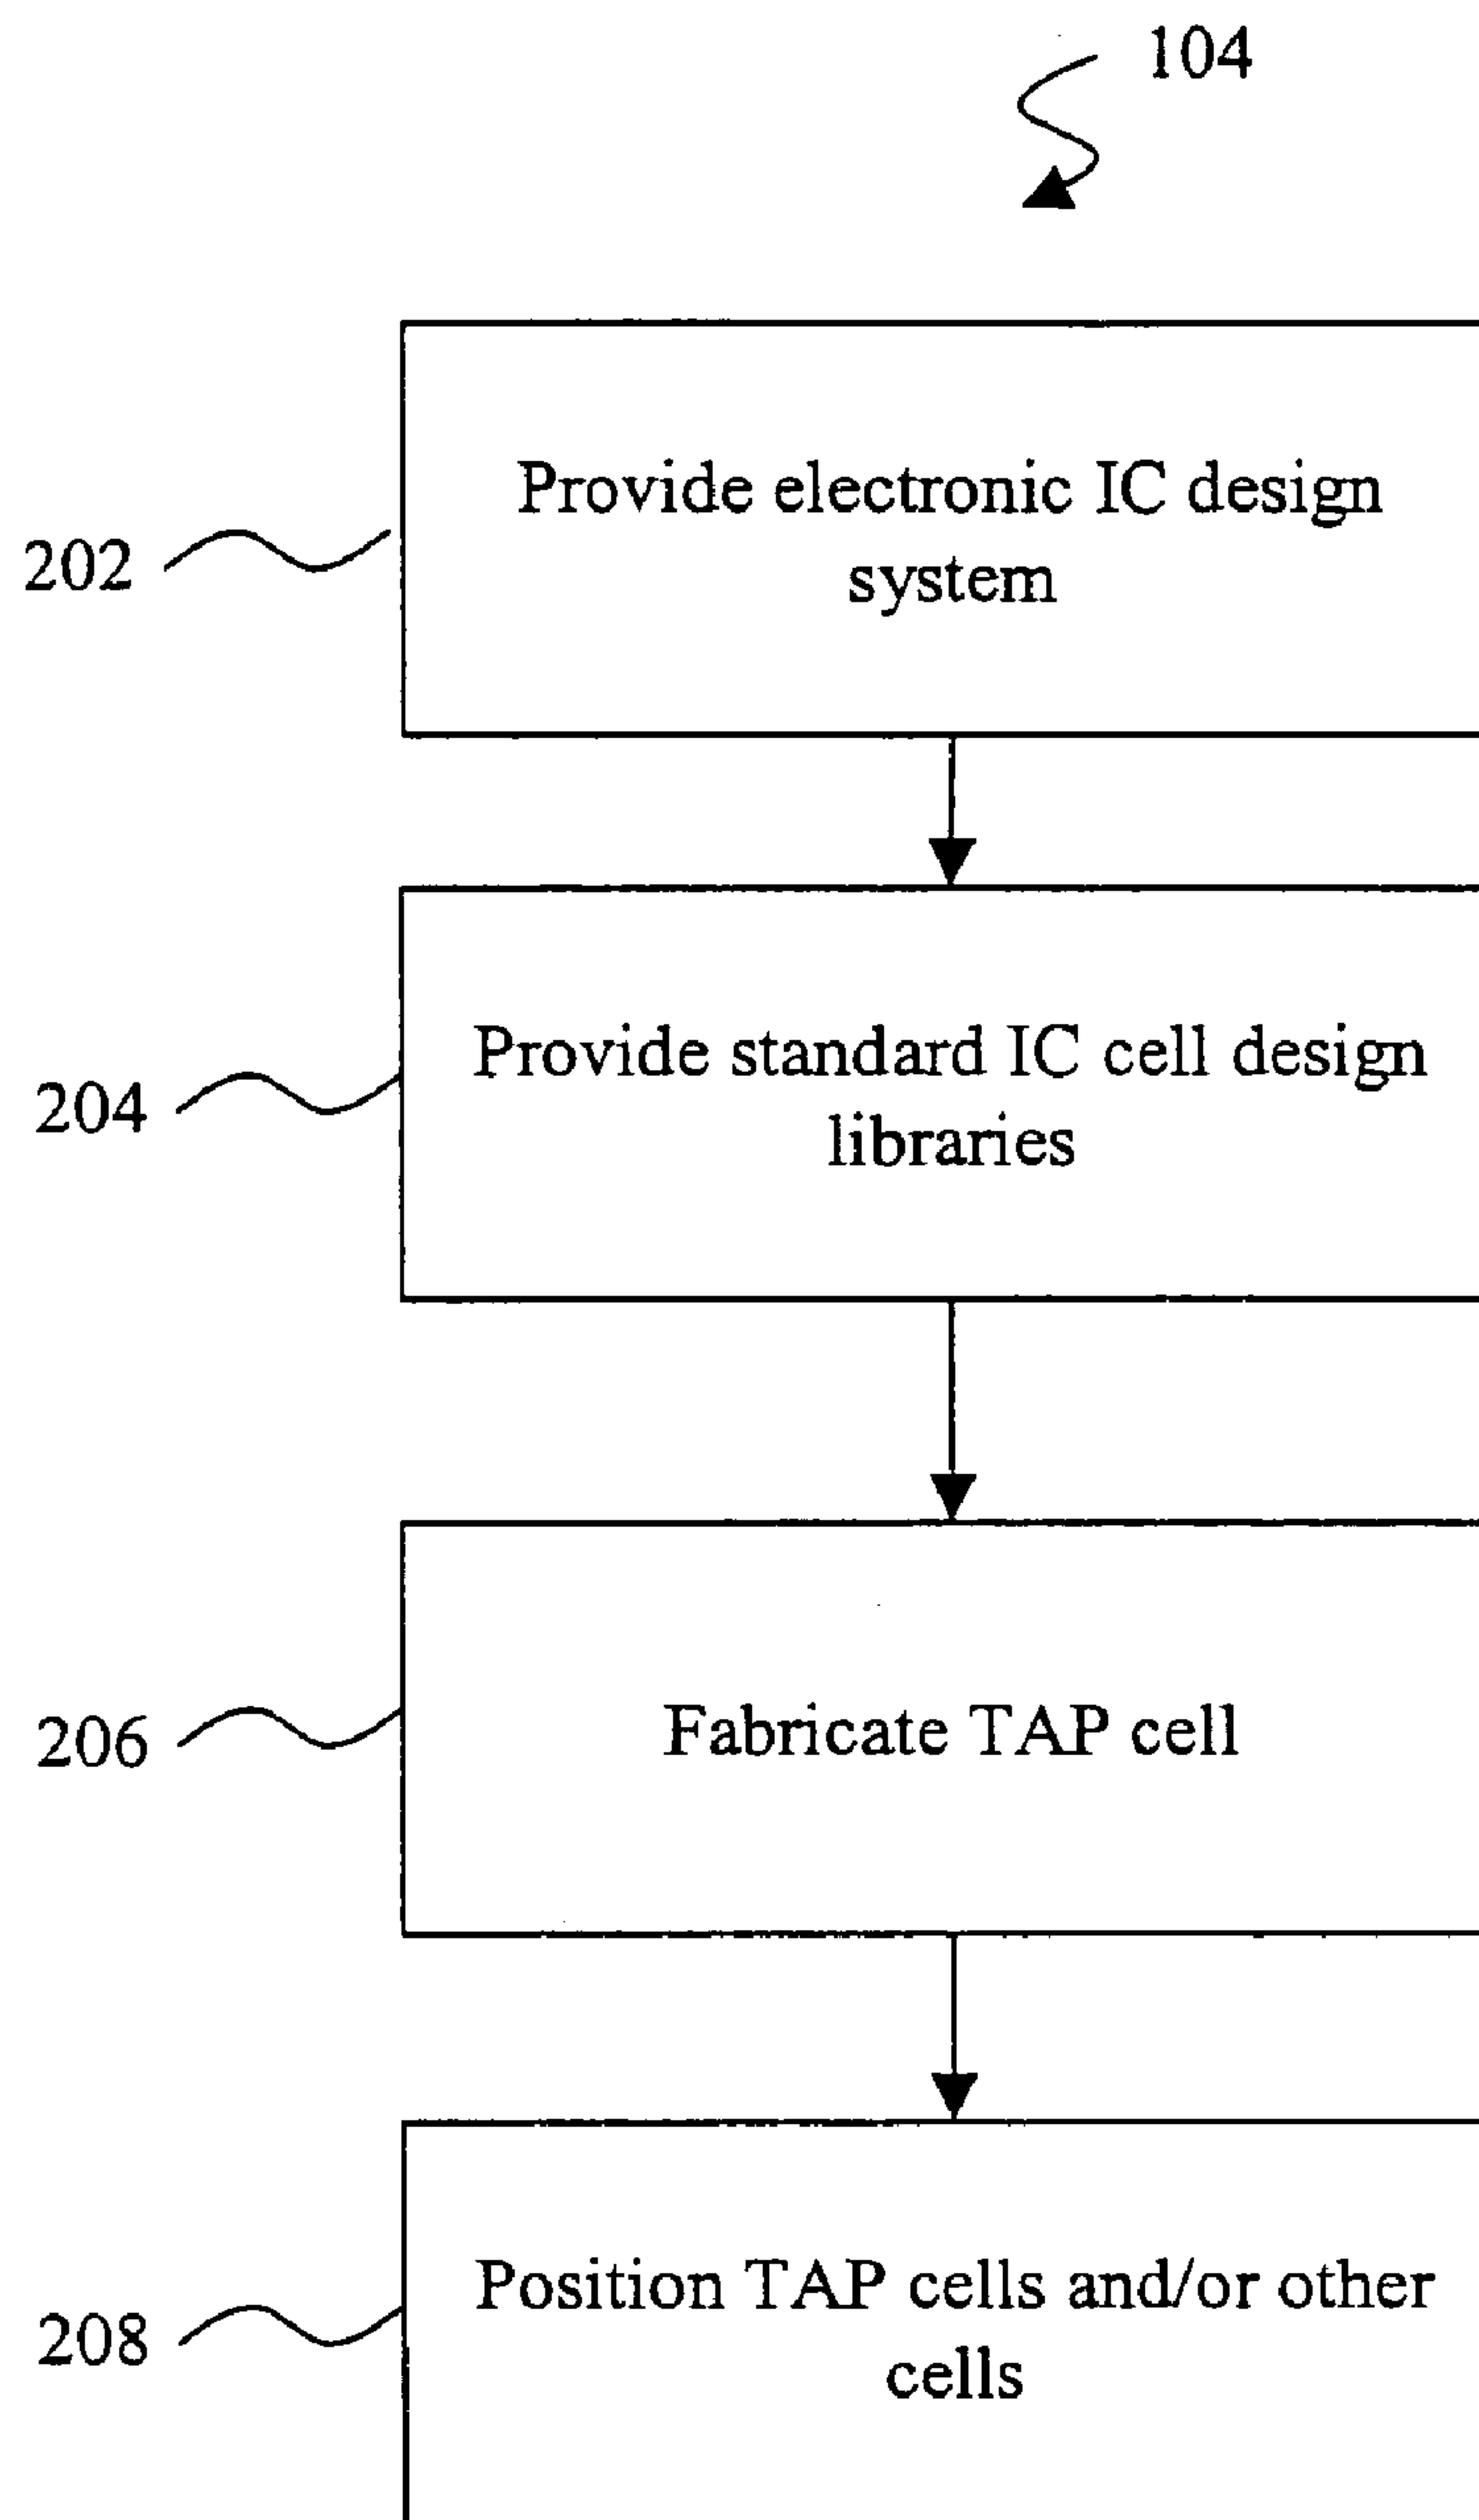 104
Provide electronic IC design
system
202
Provide standard IC cell design
libraries
204
Fabricate TAP cell
206
Position TAP cells and/or other
cells
208